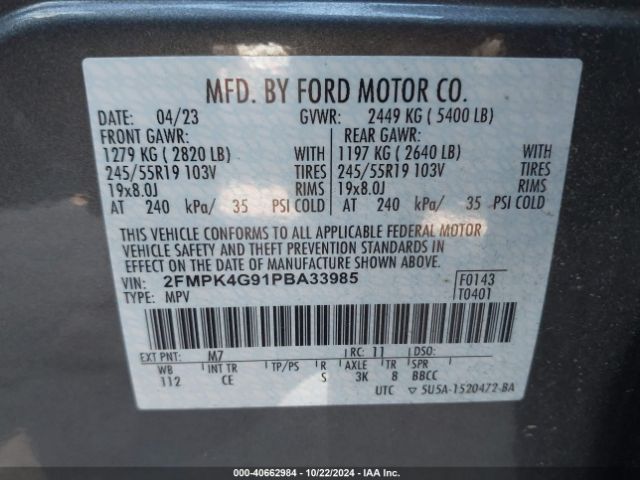 MFD. BY FORD MOTOR CO.
DATE: 04/23 GVWR: 2449 KG ( 5400 LB)
FRONT GAWR: REAR GAWR:
1279 KG ( 2820 LB) WITH 1197 KG ( 2640 LB) WITH
245/55R19 103V TIRES 245/55R19 103V TIRES
19x8.0J RIMS 19x8.0J RIMS
AT 240 kPa/ 35 PSI COLD AT 240 kPa/ 35 PSI COLD
THIS VEHICLE CONFORMS TO ALL APPLICABLE FEDERAL MOTOR
VEHICLE SAFETY AND THEFT PREVENTION STANDARDS IN
EFFECT ON THE DATE OF MANUFACTURE SHOWN ABOVE.
VIN: 2FMPK4G91PBA33985 F0143
TYPE: MPV T0401
EXT PNT: M7 RC: 11 DSO:
WB INT TR TP/PS R AXLE TR SPR
112 CE S 3K 8 BBCC
UTC ▽ 5U5A-1520472-BA
000-40662984 - 10/22/2024 - IAA Inc.